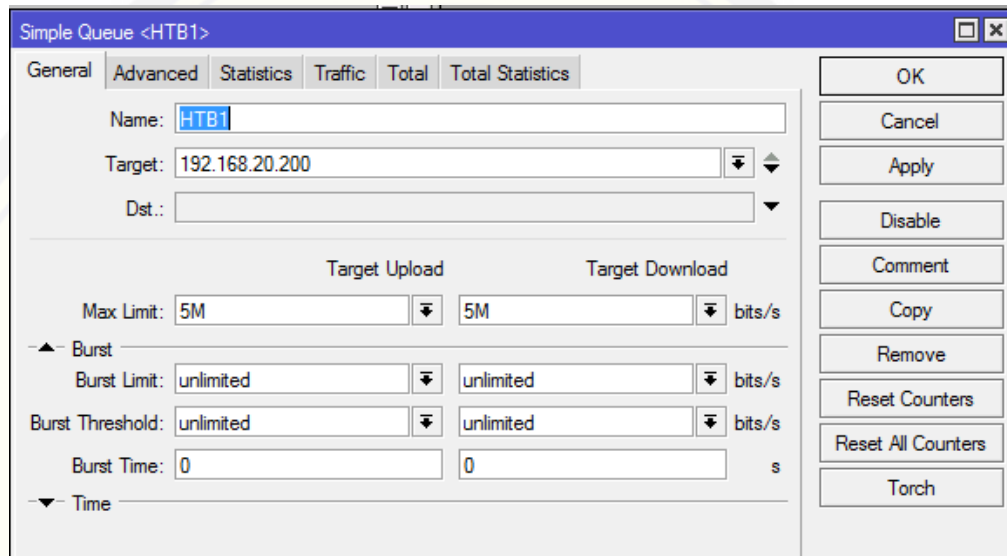 Simple Queue <HTB1>
General Advanced Statistics Traffic Total Total Statistics
Name: HTB1
Target: 192.168.20.200
Dst.:
Target Upload Target Download
Max Limit: 5M 5M bits/s
Burst
Burst Limit: unlimited unlimited bits/s
Burst Threshold: unlimited unlimited bits/s
Burst Time: 0 0 s
Time
OK
Cancel
Apply
Disable
Comment
Copy
Remove
Reset Counters
Reset All Counters
Torch